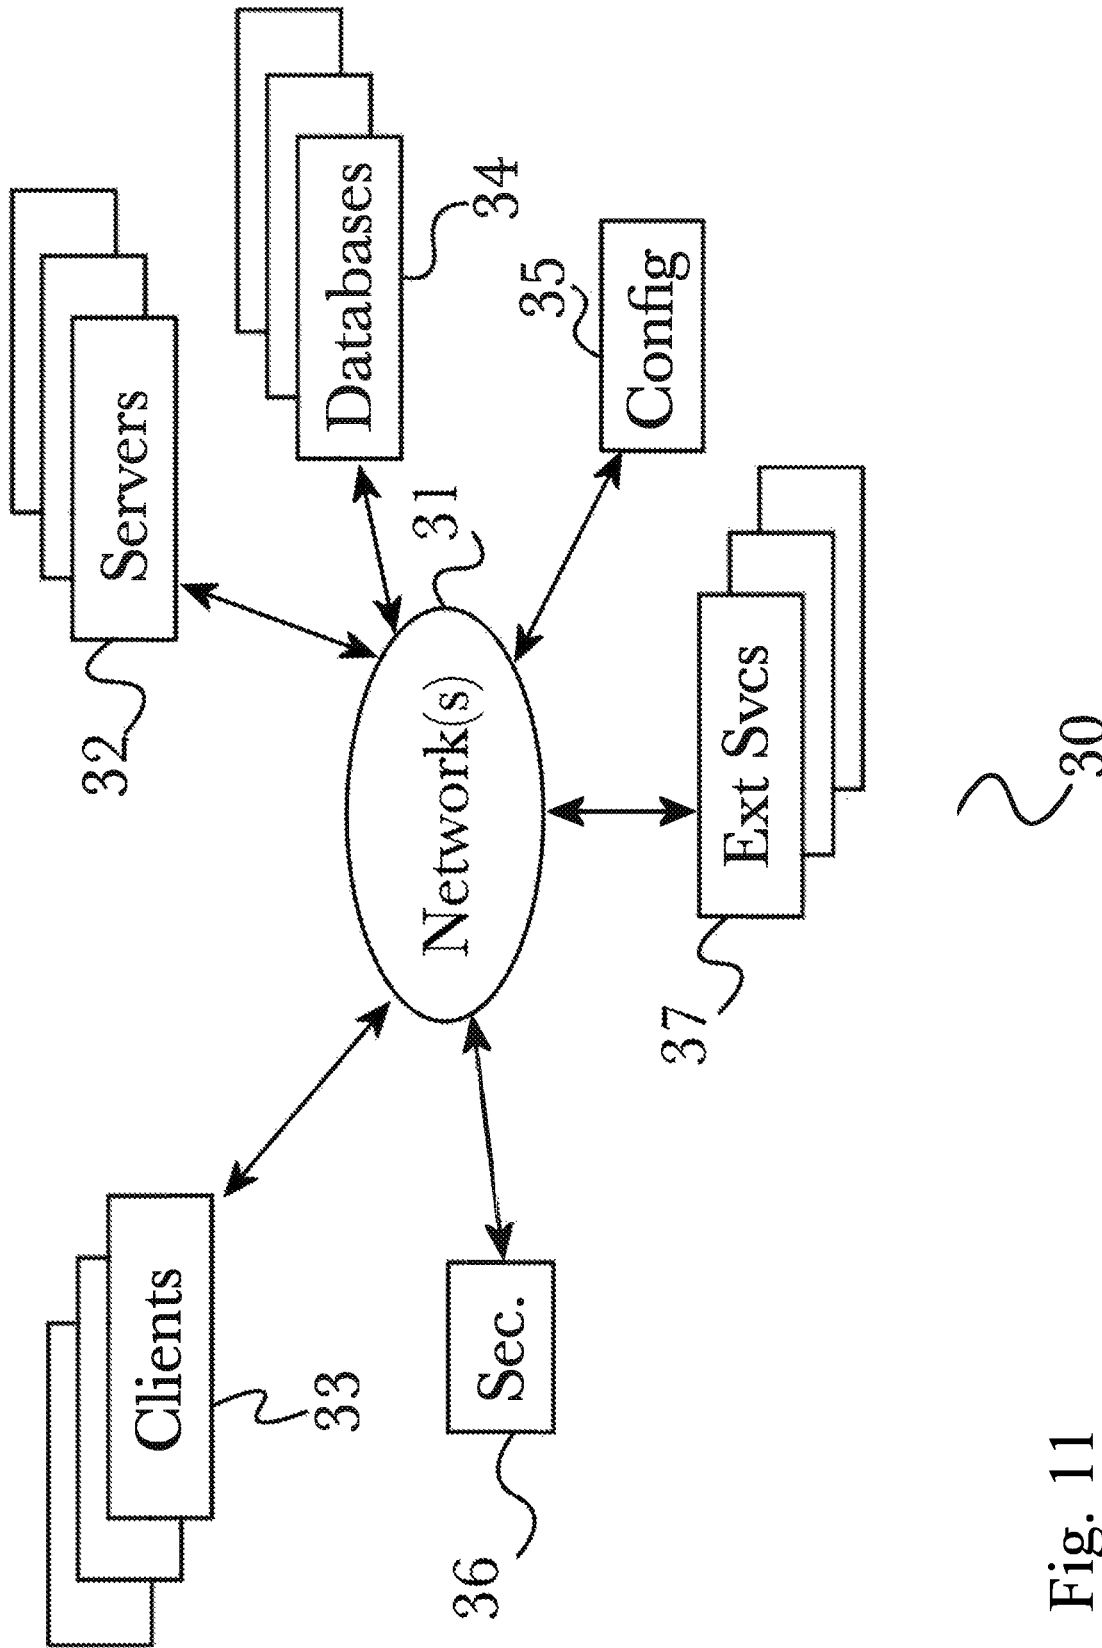 32
Servers
Clients
33
Databases
34
31
Network(s)
35
Config
36
Sec.
37
Ext Svcs
30
Fig. 11